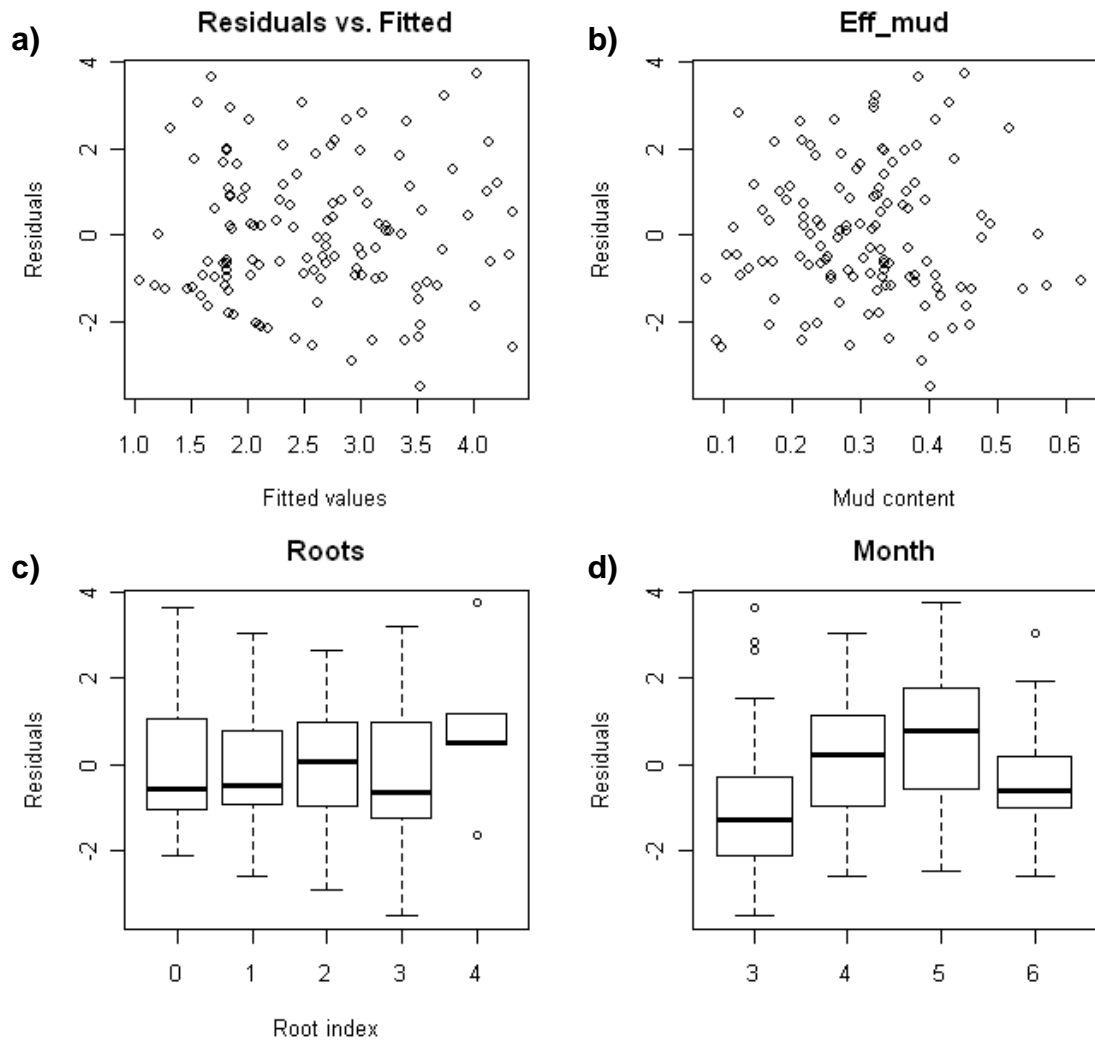 a) Residuals vs. Fitted
Residuals
-2 0 2 4
1.0 1.5 2.0 2.5 3.0 3.5 4.0
Fitted values
b) Eff_mud
Residuals
-2 0 2 4
0.1 0.2 0.3 0.4 0.5 0.6
Mud content
c) Roots
Residuals
-2 0 2 4
0 1 2 3 4
Root index
d) Month
Residuals
-2 0 2 4
3 4 5 6